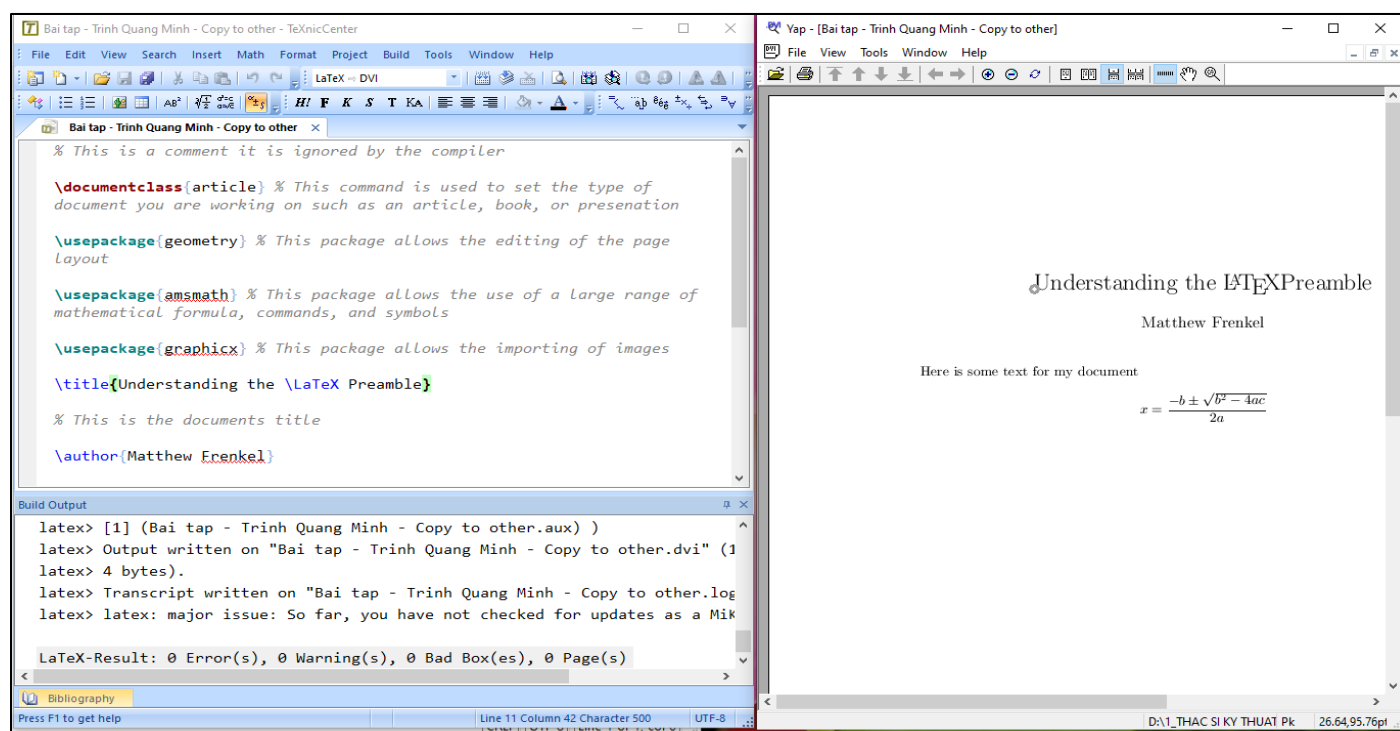 Bai tap - Trinh Quang Minh - Copy to other - TeXnicCenter
File Edit View Search Insert Math Format Project Build Tools Window Help
LaTeX → DVI
H! F K S T KA
Bai tap - Trinh Quang Minh - Copy to other
% This is a comment it is ignored by the compiler
\documentclass{article} % This command is used to set the type of
document you are working on such as an article, book, or presenation
\usepackage{geometry} % This package allows the editing of the page
layout
\usepackage{amsmath} % This package allows the use of a large range of
mathematical formula, commands, and symbols
\usepackage{graphicx} % This package allows the importing of images
\title{Understanding the \LaTeX Preamble}
% This is the documents title
\author{Matthew Frenkel}
Build Output
latex> [1] (Bai tap - Trinh Quang Minh - Copy to other.aux) )
latex> Output written on "Bai tap - Trinh Quang Minh - Copy to other.dvi" (1
latex> 4 bytes).
latex> Transcript written on "Bai tap - Trinh Quang Minh - Copy to other.log
latex> latex: major issue: So far, you have not checked for updates as a MiK
LaTeX-Result: 0 Error(s), 0 Warning(s), 0 Bad Box(es), 0 Page(s)
Bibliography
Press F1 to get help Line 11 Column 42 Character 500 UTF-8
Yap - [Bai tap - Trinh Quang Minh - Copy to other]
File View Tools Window Help
Understanding the LATEXPreamble
Matthew Frenkel
Here is some text for my document
x = −b ± √b² − 4ac
2a
D:\1_THAC SI KY THUAT Pk 26.64,95.76pt